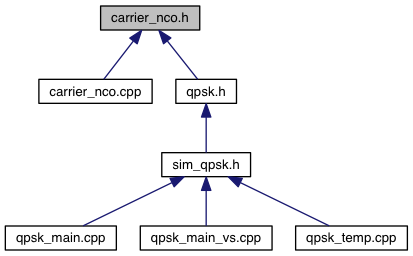 carrier_nco.h
carrier_nco.cpp
qpsk.h
sim_qpsk.h
qpsk_main.cpp
qpsk_main_vs.cpp
qpsk_temp.cpp